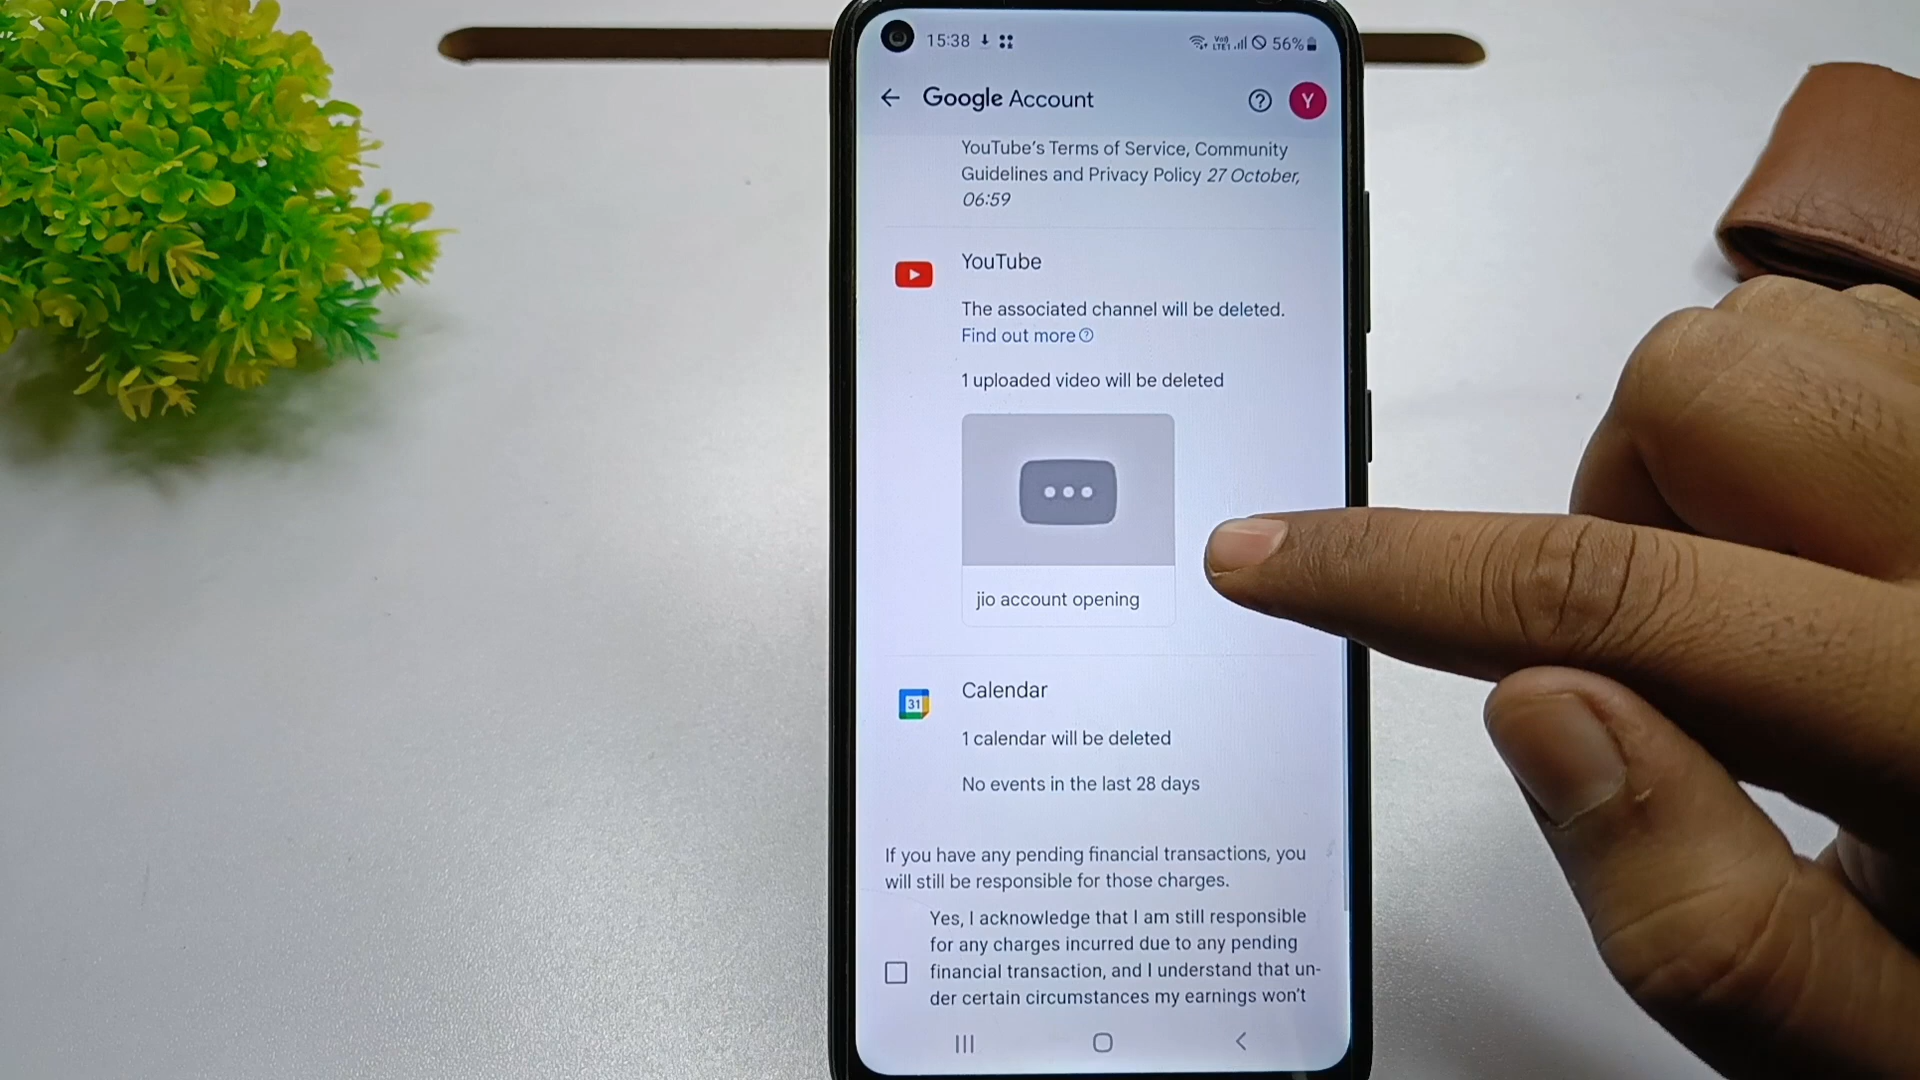 15:38
Vo))
LTE1
56%
Google Account
Y
YouTube's Terms of Service, Community
Guidelines and Privacy Policy 27 October,
06:59
YouTube
The associated channel will be deleted.
Find out more
1 uploaded video will be deleted
jio account opening
31
Calendar
1 calendar will be deleted
No events in the last 28 days
If you have any pending financial transactions, you
will still be responsible for those charges.
Yes, I acknowledge that I am still responsible
for any charges incurred due to any pending
financial transaction, and I understand that un-
der certain circumstances my earnings won't